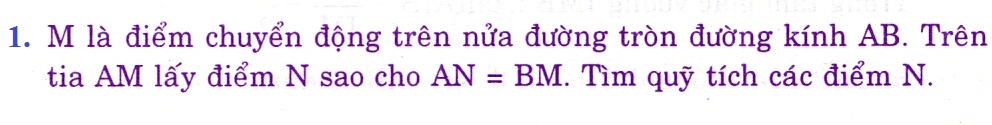 1. M là điểm chuyển động trên nửa đường tròn đường kính AB. Trên
tia AM lấy điểm N sao cho AN = BM. Tìm quỹ tích các điểm N.